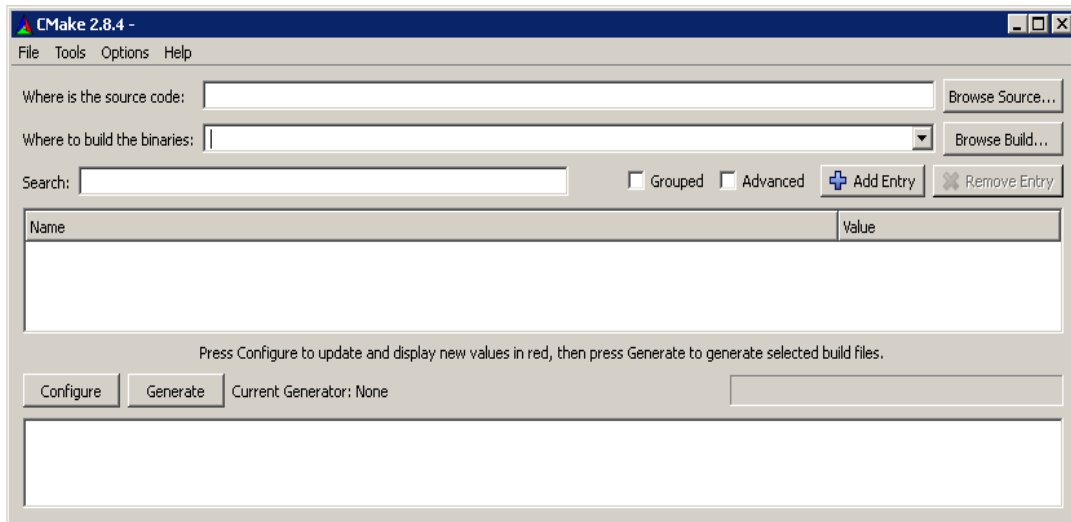 CMake 2.8.4 -
File Tools Options Help
Where is the source code: Browse Source...
Where to build the binaries: Browse Build...
Search: Grouped Advanced Add Entry Remove Entry
Name Value
Press Configure to update and display new values in red, then press Generate to generate selected build files.
Configure Generate Current Generator: None